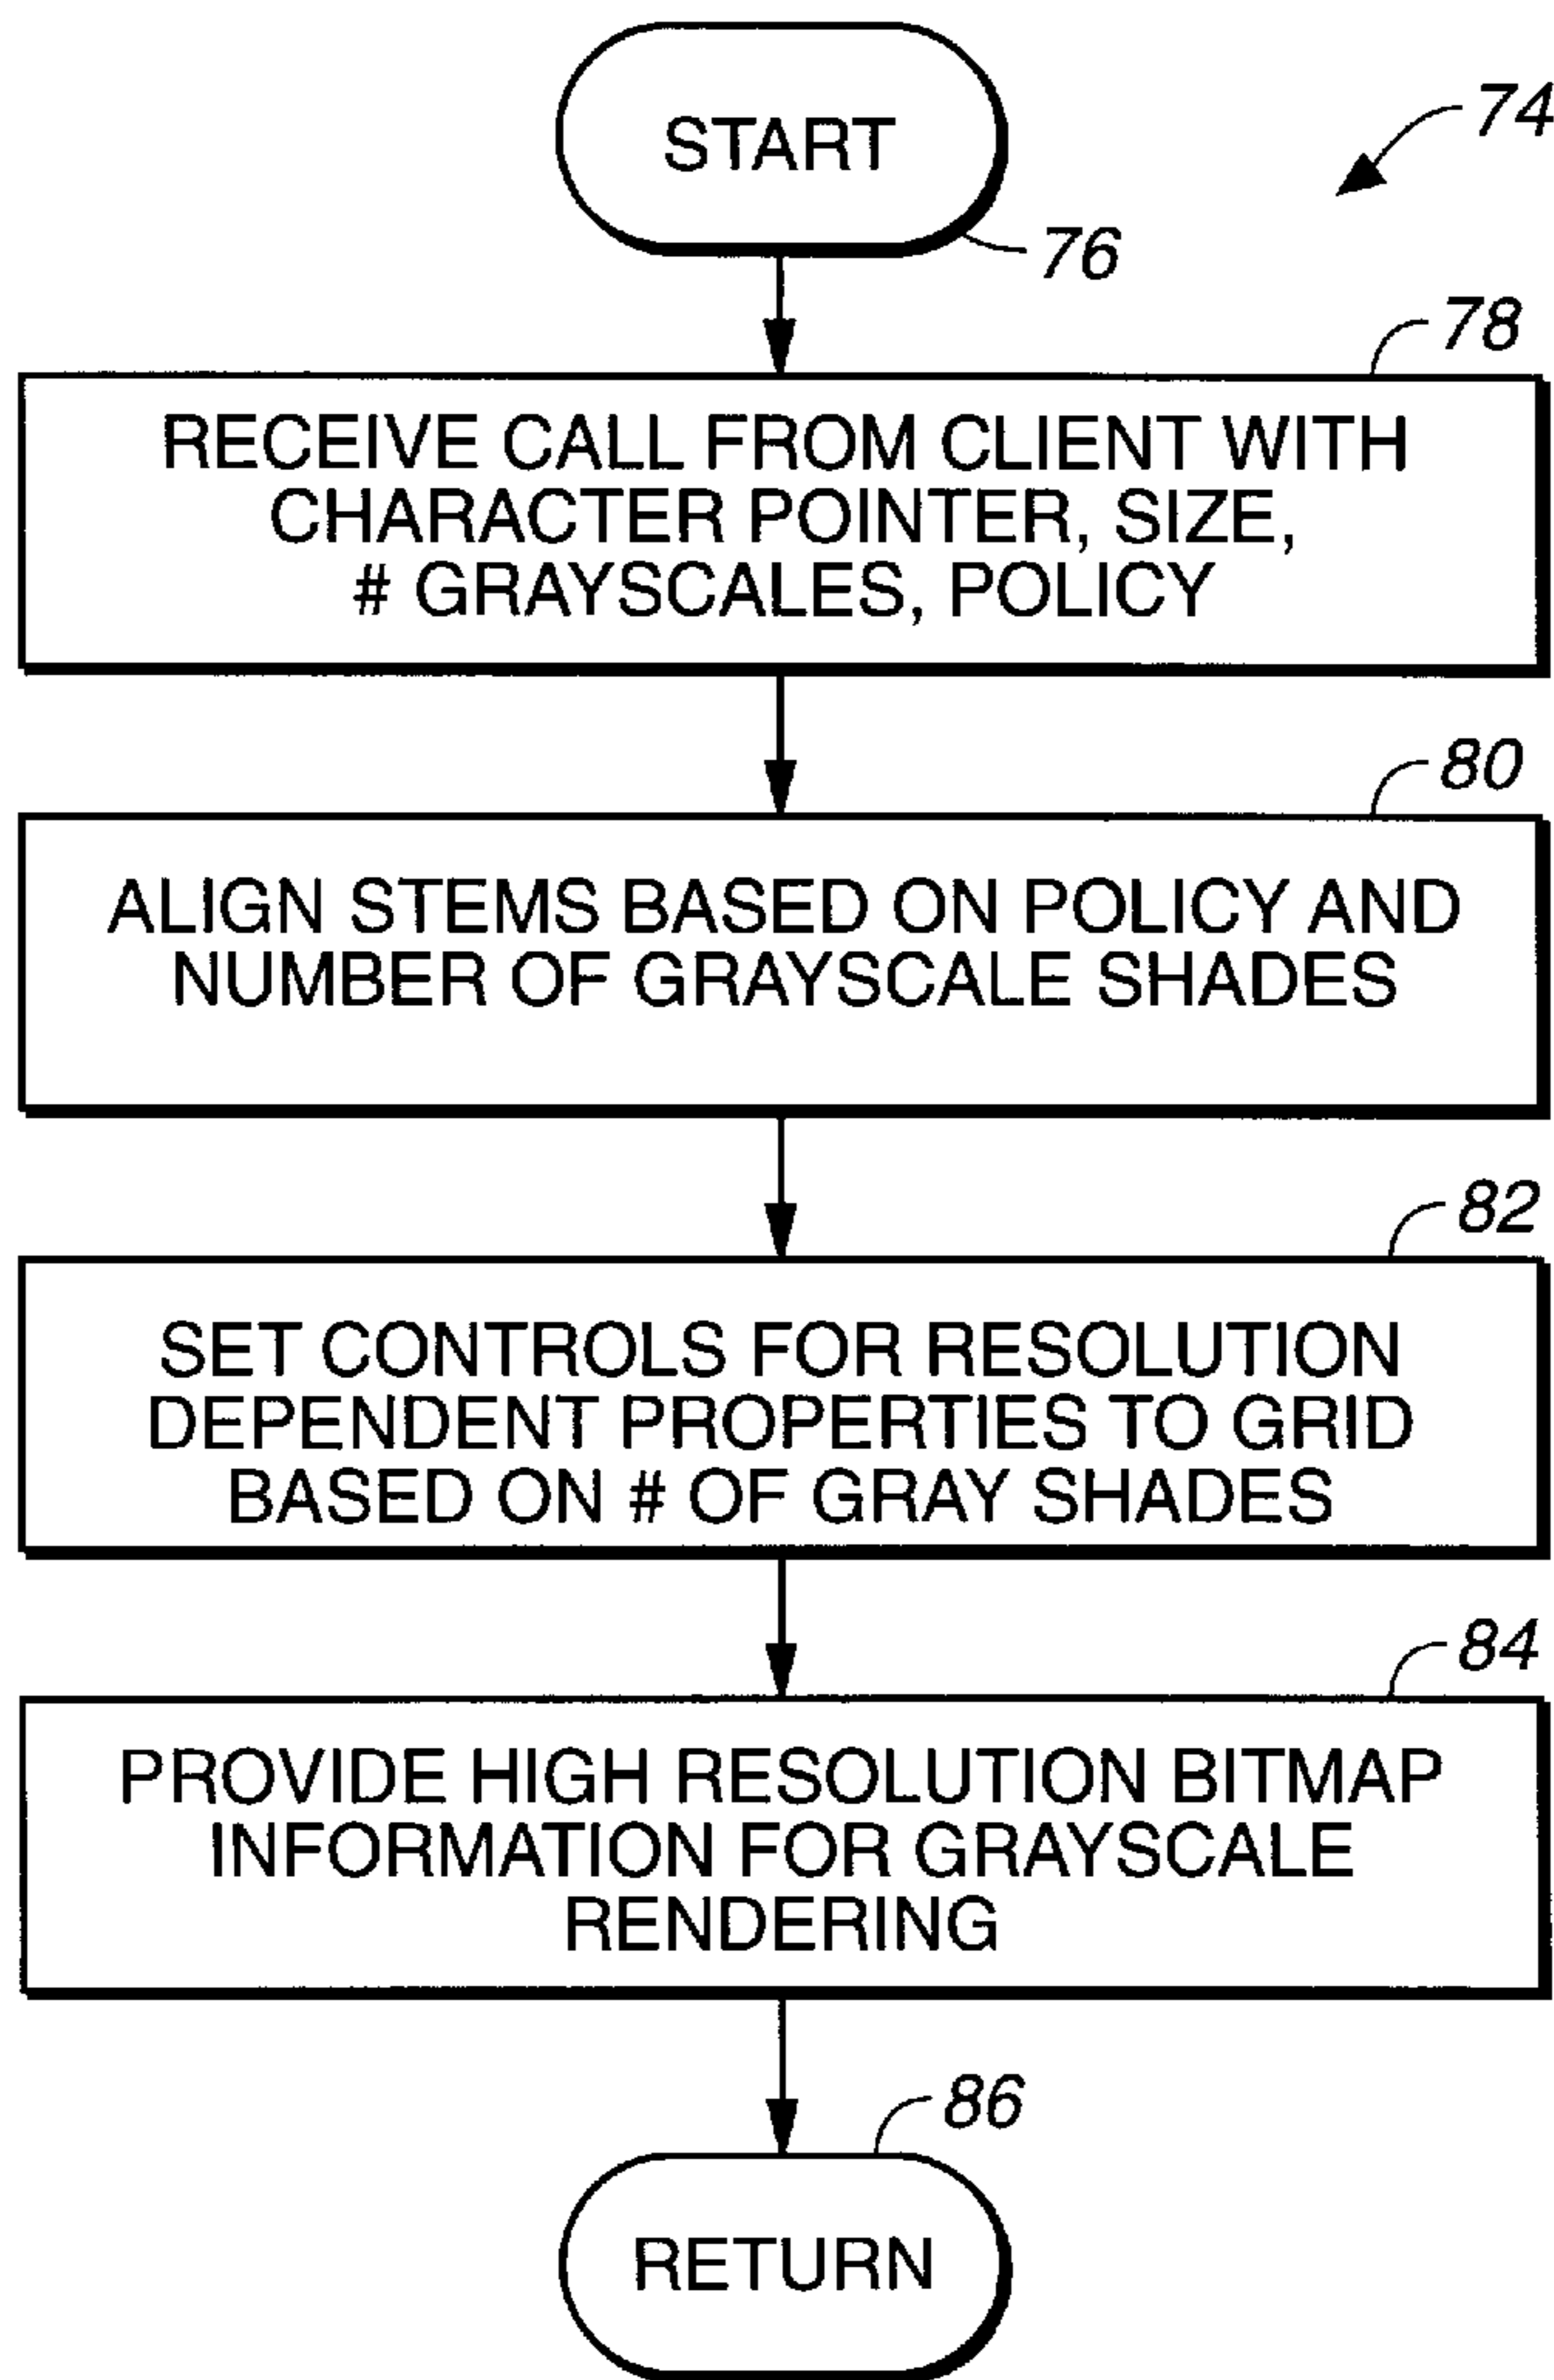 START
74
76
78
RECEIVE CALL FROM CLIENT WITH
CHARACTER POINTER, SIZE,
# GRAYSCALES, POLICY
80
ALIGN STEMS BASED ON POLICY AND
NUMBER OF GRAYSCALE SHADES
82
SET CONTROLS FOR RESOLUTION
DEPENDENT PROPERTIES TO GRID
BASED ON # OF GRAY SHADES
84
PROVIDE HIGH RESOLUTION BITMAP
INFORMATION FOR GRAYSCALE
RENDERING
86
RETURN